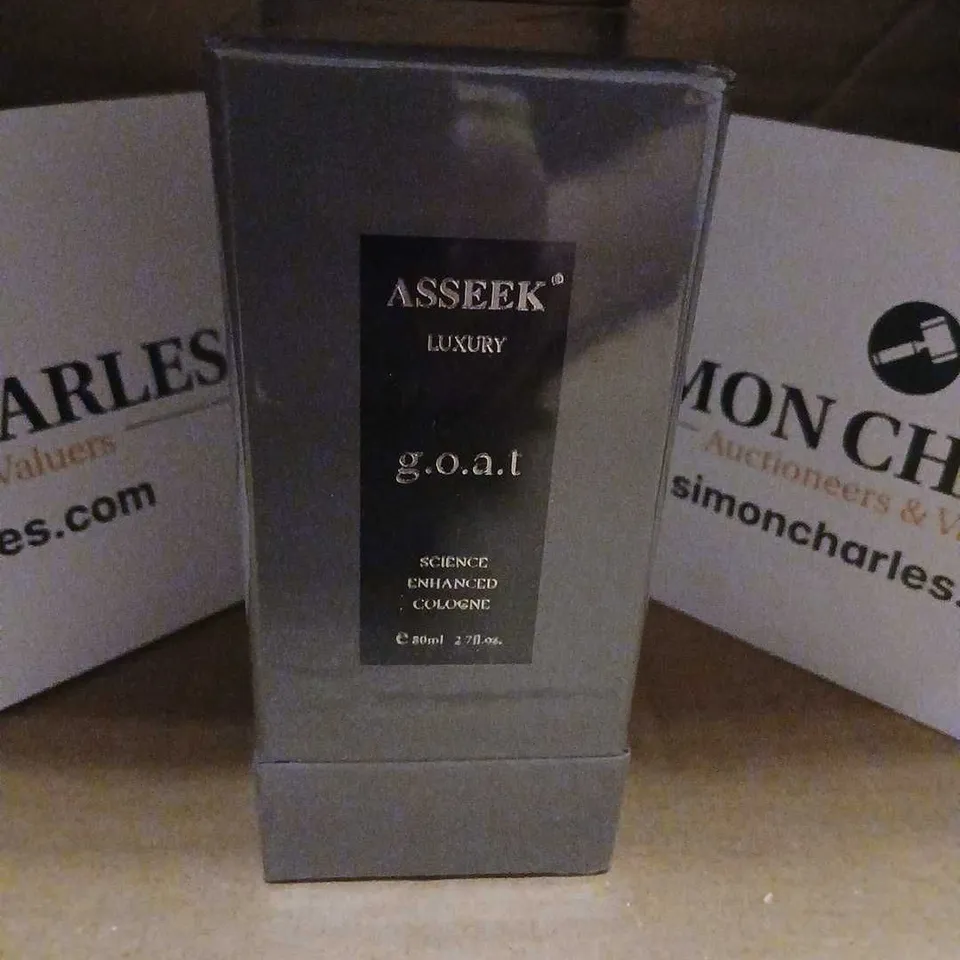 ASSEEK®
LUXURY
g.o.a.t
SCIENCE
ENHANCED
COLOGNE
e 80ml 2.7fl.oz.
ARLES
Valuers
es.com
MON CH
Auctioneers & V
simoncharles.